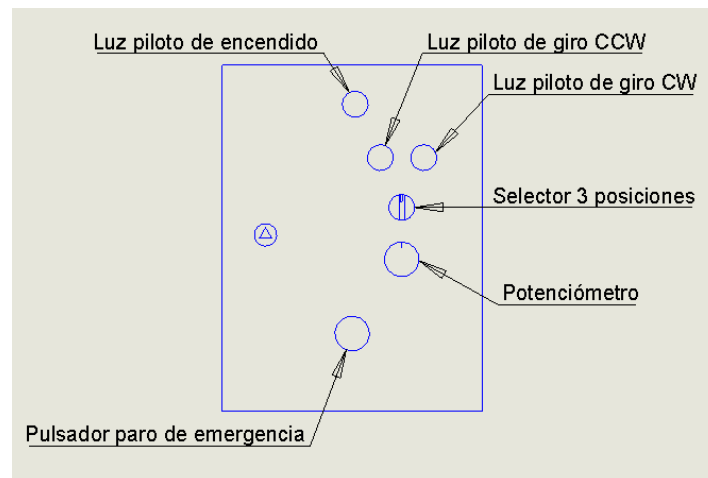 Luz piloto de encendido
Luz piloto de giro CCW
Luz piloto de giro CW
Selector 3 posiciones
Potenciómetro
Pulsador paro de emergencia